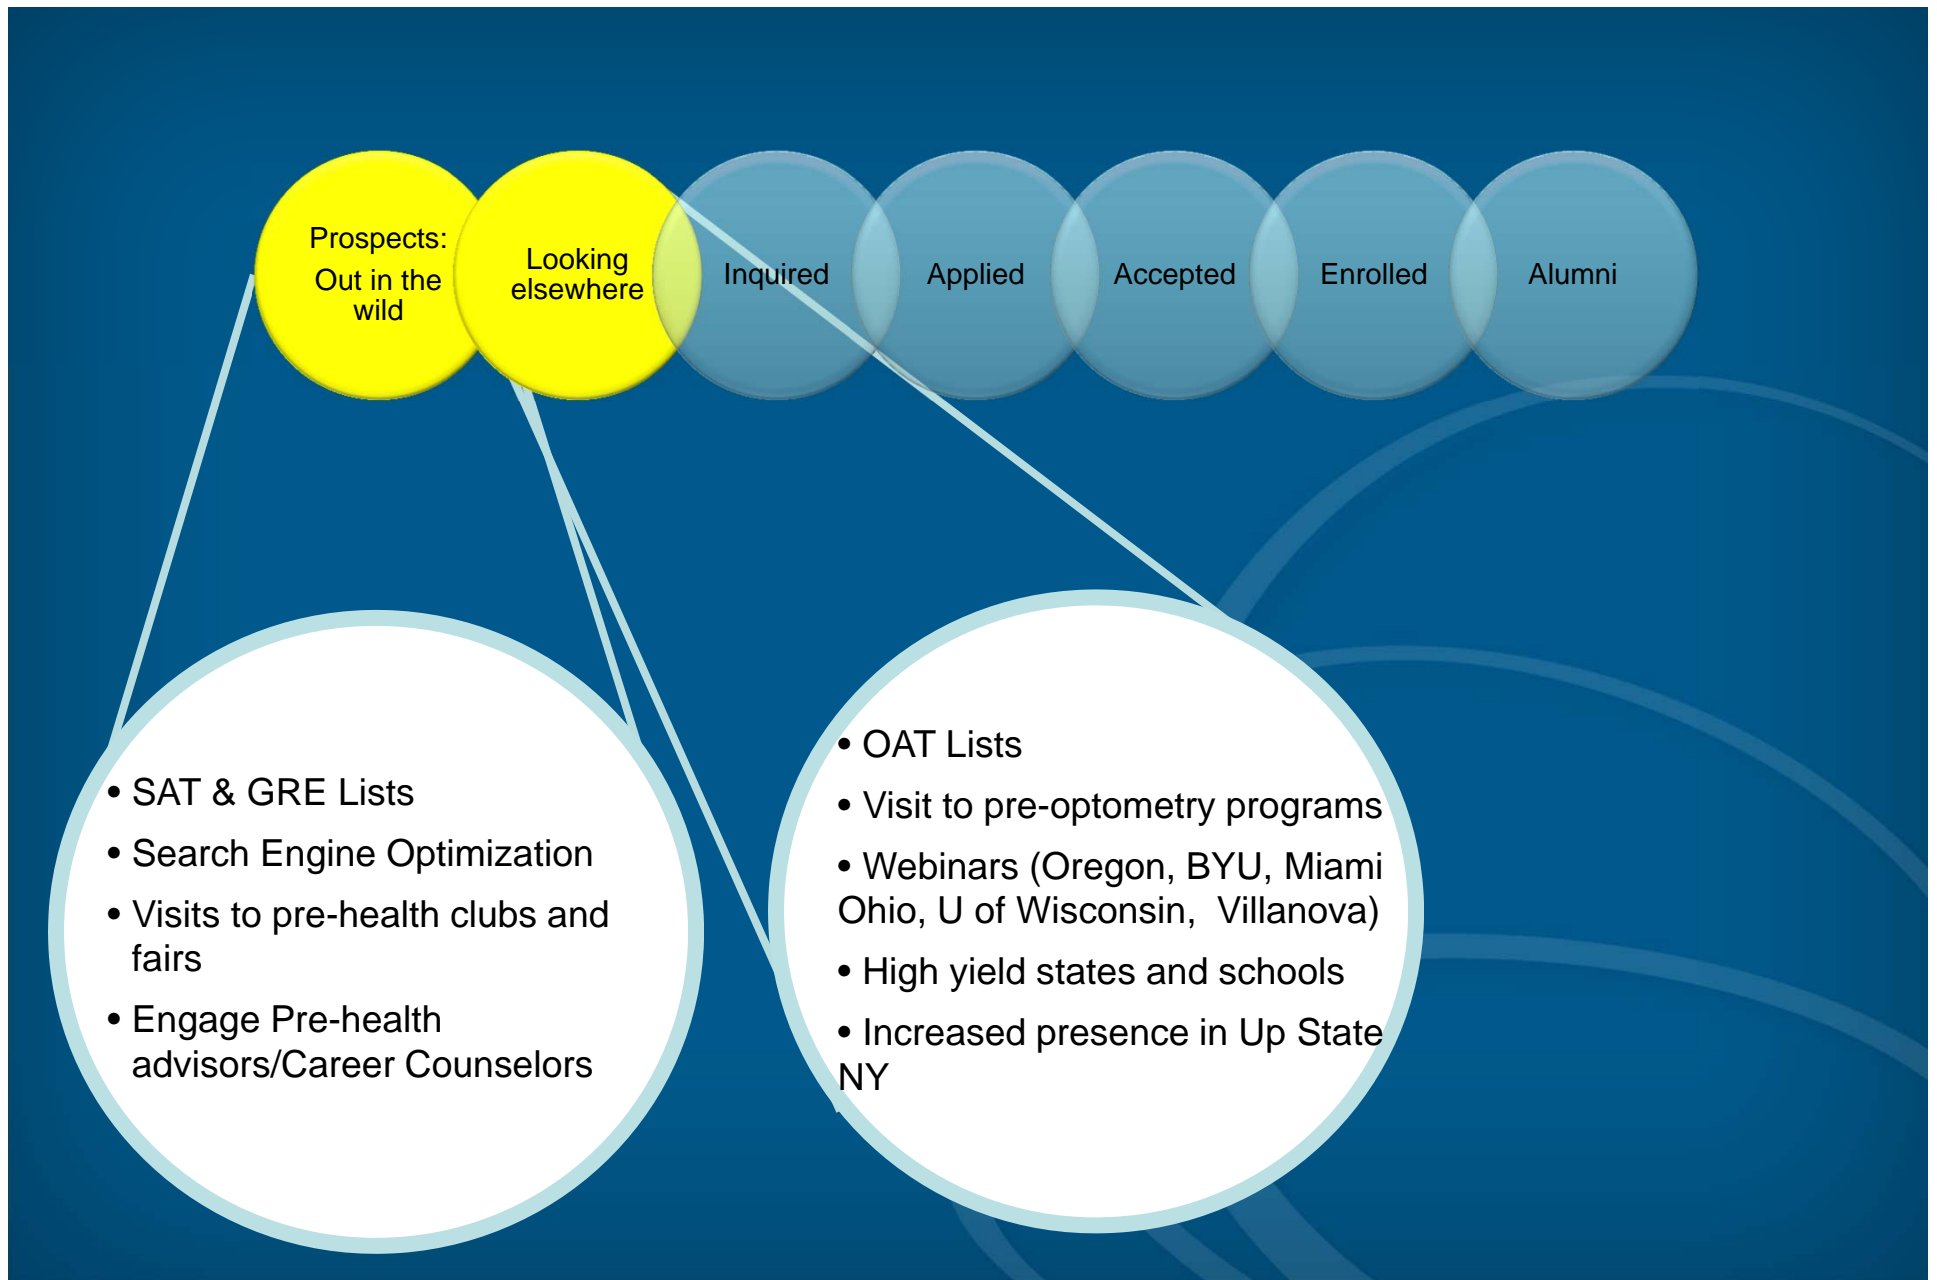 Prospects:
Out in the
wild
Looking
elsewhere
Inquired
Applied
Accepted
Enrolled
Alumni
• SAT & GRE Lists
• Search Engine Optimization
• Visits to pre-health clubs and
fairs
• Engage Pre-health
advisors/Career Counselors
• OAT Lists
• Visit to pre-optometry programs
• Webinars (Oregon, BYU, Miami
Ohio, U of Wisconsin,  Villanova)
• High yield states and schools
• Increased presence in Up State
NY